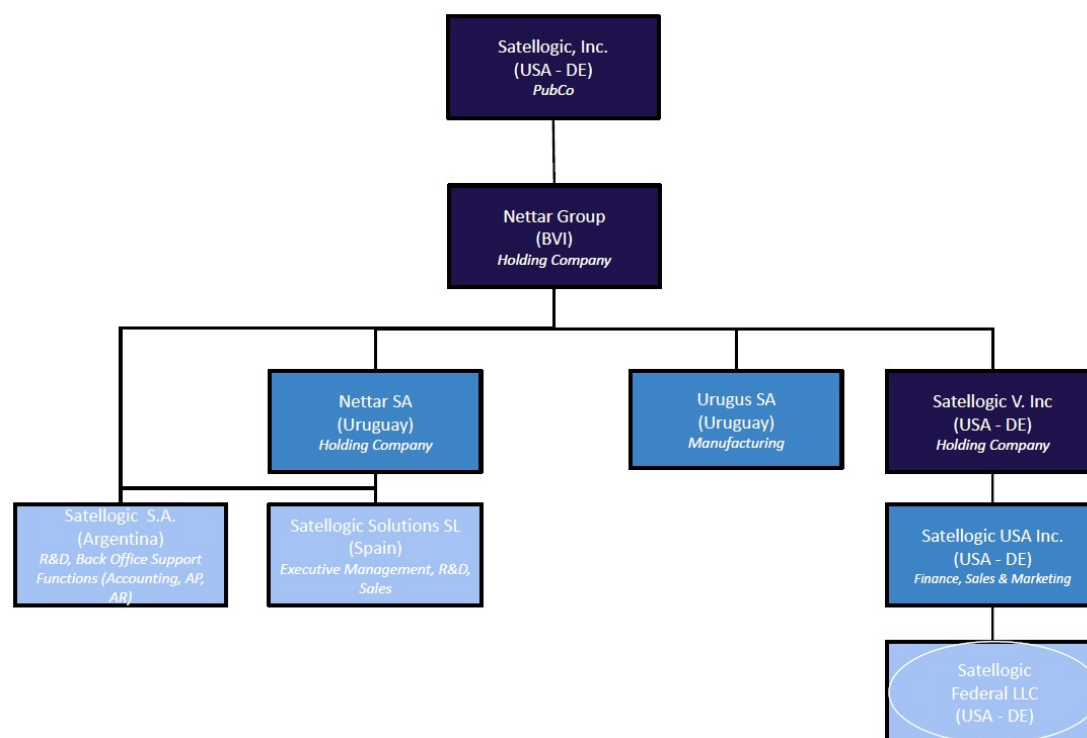 Satellogic, Inc.
(USA - DE)
PubCo
Nettar Group
(BVI)
Holding Company
Nettar SA
(Uruguay)
Holding Company
Urugus SA
(Uruguay)
Manufacturing
Satellogic V. Inc
(USA - DE)
Holding Company
Satellogic S.A.
(Argentina)
R&D, Back Office Support
Functions (Accounting, AP,
AR)
Satellogic Solutions SL
(Spain)
Executive Management, R&D,
Sales
Satellogic USA Inc.
(USA - DE)
Finance, Sales & Marketing
Satellogic
Federal LLC
(USA - DE)